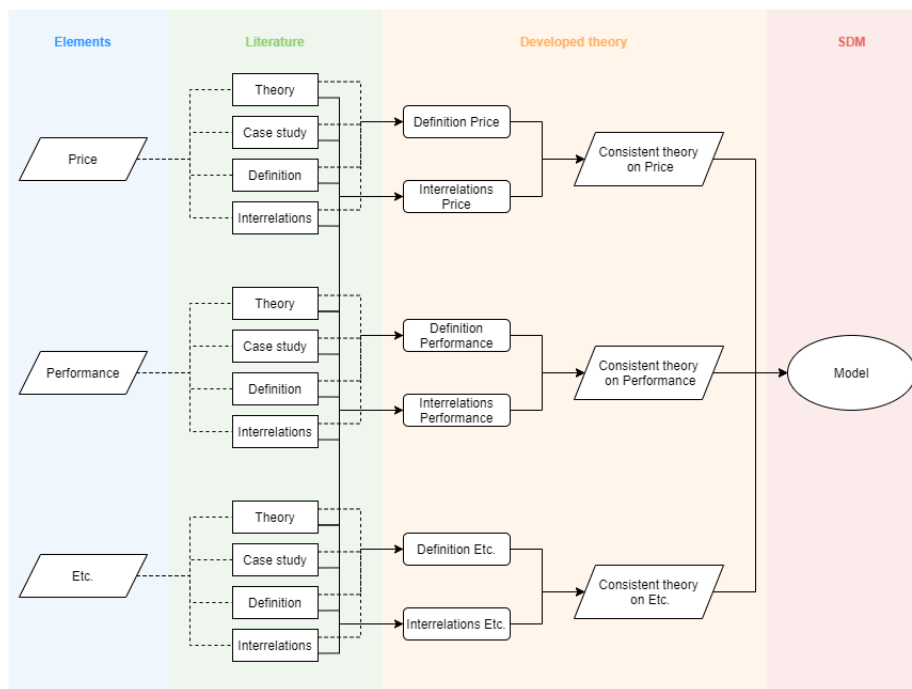 Elements
Literature
Developed theory
SDM
Price
Theory
Case study
Definition
Interrelations
Definition Price
Interrelations
Price
Consistent theory
on Price
Performance
Theory
Case study
Definition
Interrelations
Definition
Performance
Interrelations
Performance
Consistent theory
on Performance
Model
Etc.
Theory
Case study
Definition
Interrelations
Definition Etc.
Interrelations Etc.
Consistent theory
on Etc.